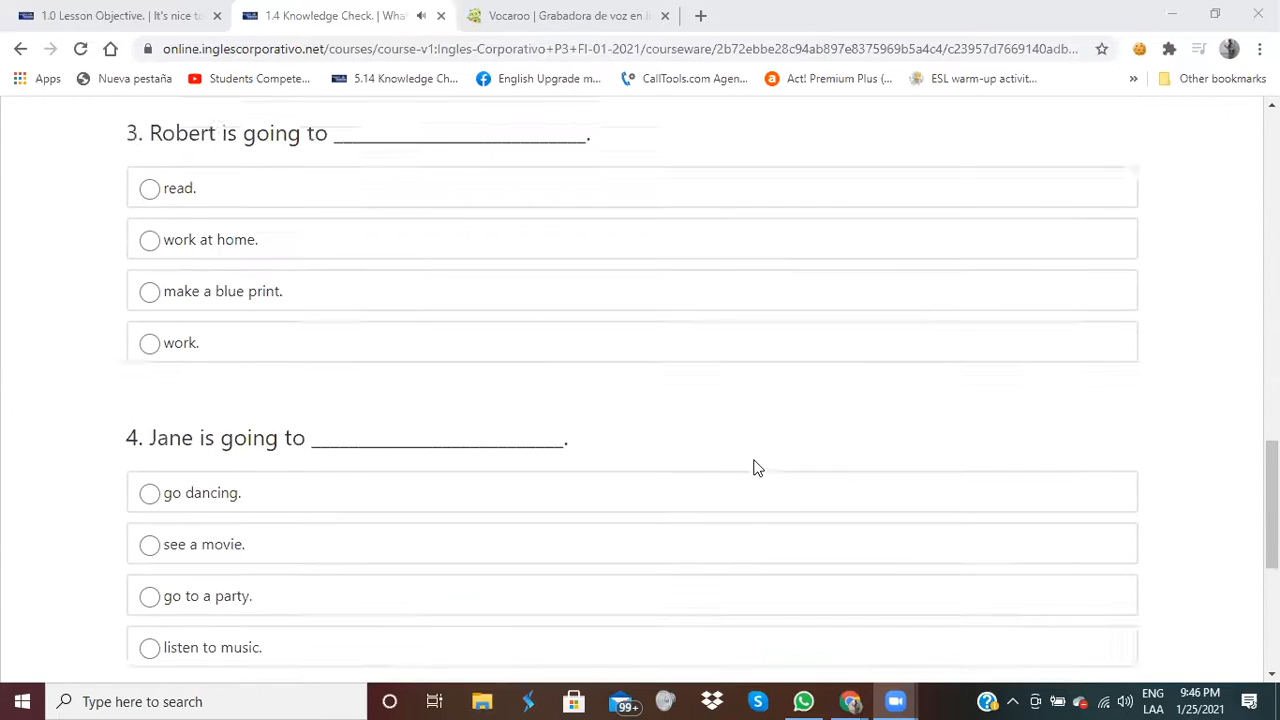 1.0 Lesson Objective. | It's nice to
1.4 Knowledge Check. | What
Vocaroo | Grabadora de voz en lí
online.inglescorporativo.net/courses/course-v1:Ingles-Corporativo+P3+FI-01-2021/courseware/2b72ebbe28c94ab897e8375969b5a4c4/c23957d7669140adb...
Apps
Nueva pestaña
Students Compete...
5.14 Knowledge Ch...
English Upgrade m...
CallTools.com Agen...
Act! Premium Plus (...
ESL warm-up activit...
»
Other bookmarks
3. Robert is going to _________________________.
read.
work at home.
make a blue print.
work.
4. Jane is going to _________________________.
go dancing.
see a movie.
go to a party.
listen to music.
Type here to search
99+
ENG
LAA
9:46 PM
1/25/2021